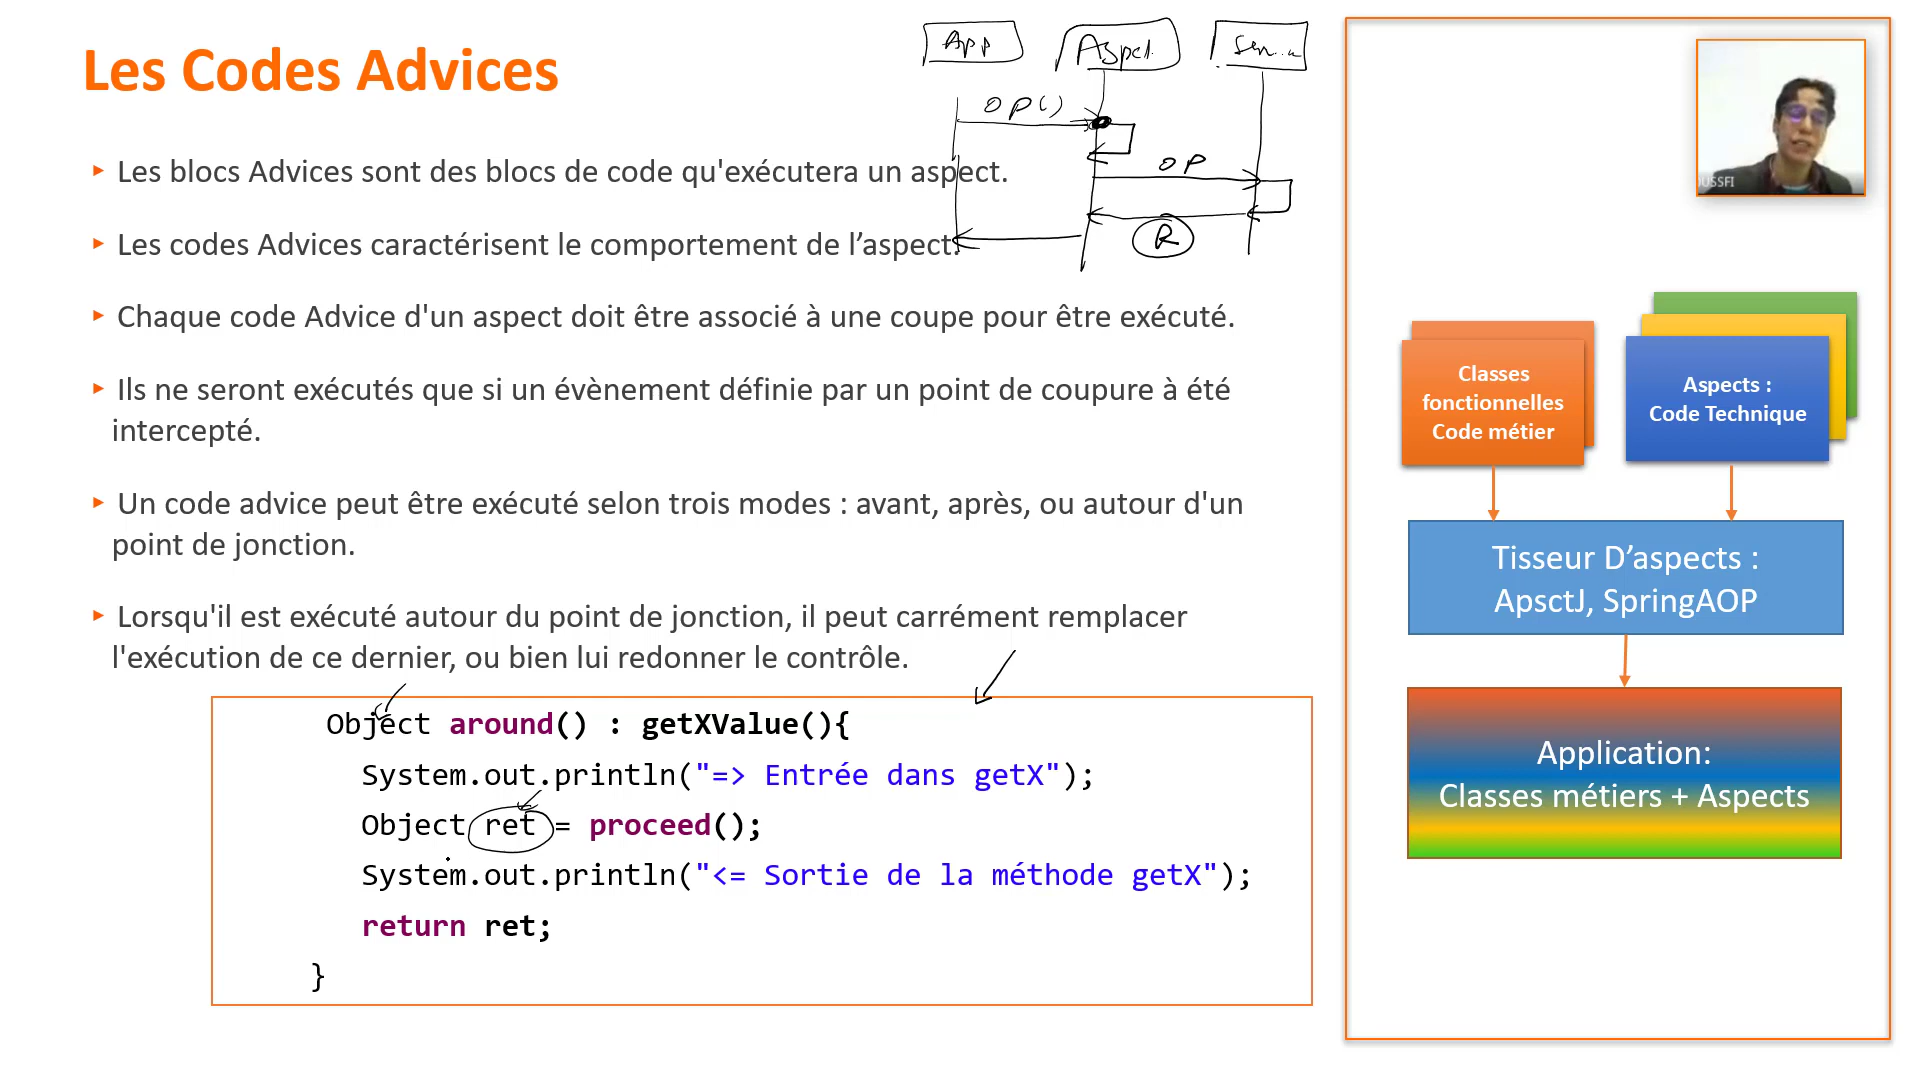 Les Codes Advices
App
Aspect
op()
op
R
▸ Les blocs Advices sont des blocs de code qu'exécutera un aspect.
▸ Les codes Advices caractérisent le comportement de l’aspect.
▸ Chaque code Advice d'un aspect doit être associé à une coupe pour être exécuté.
▸ Ils ne seront exécutés que si un évènement définie par un point de coupure à été
intercepté.
▸ Un code advice peut être exécuté selon trois modes : avant, après, ou autour d'un
point de jonction.
▸ Lorsqu'il est exécuté autour du point de jonction, il peut carrément remplacer
l'exécution de ce dernier, ou bien lui redonner le contrôle.
Object around() : getXValue(){
System.out.println("=> Entrée dans getX");
Object ret = proceed();
System.out.println("<= Sortie de la méthode getX");
return ret;
}
OUSSFI
Classes
fonctionnelles
Code métier
Aspects :
Code Technique
Tisseur D’aspects :
ApsctJ, SpringAOP
Application:
Classes métiers + Aspects